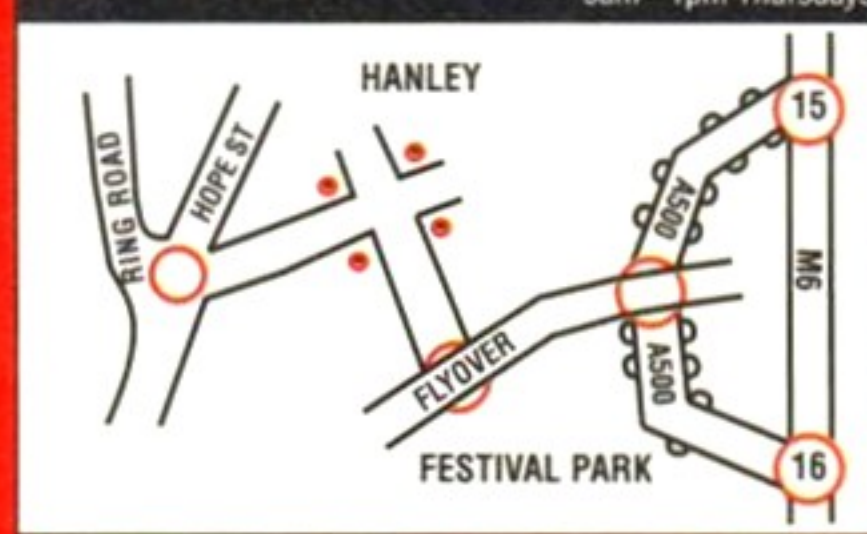 HANLEY
15
RING ROAD
HOPE ST
A500
M6
FLYOVER
A500
FESTIVAL PARK
16